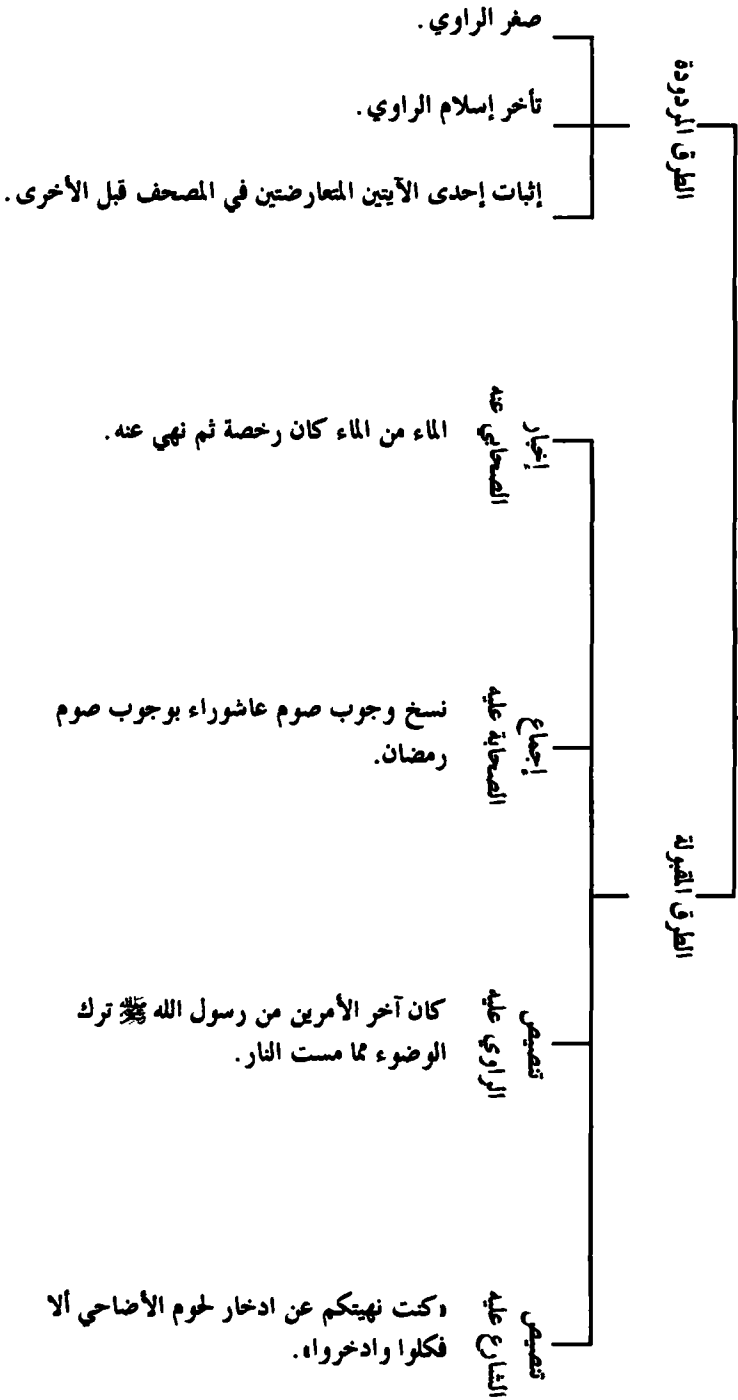 الطرق المردودة
صغر الراوي.
تأخر إسلام الراوي.
إثبات إحدى الآيتين المتعارضتين في المصحف قبل الأخرى.
الطرق المقبولة
إخبار
الصحابي عنه
الماء من الماء كان رخصة ثم نهي عنه.
إجماع
الصحابة عليه
نسخ وجوب صوم عاشوراء بوجوب صوم
رمضان.
تنصيص
الراوي عليه
كان آخر الأمرين من رسول الله ﷺ ترك
الوضوء مما مست النار.
تنصيص
الشارع عليه
«كنت نهيتكم عن ادخار لحوم الأضاحي ألا
فكلوا وادخروا».